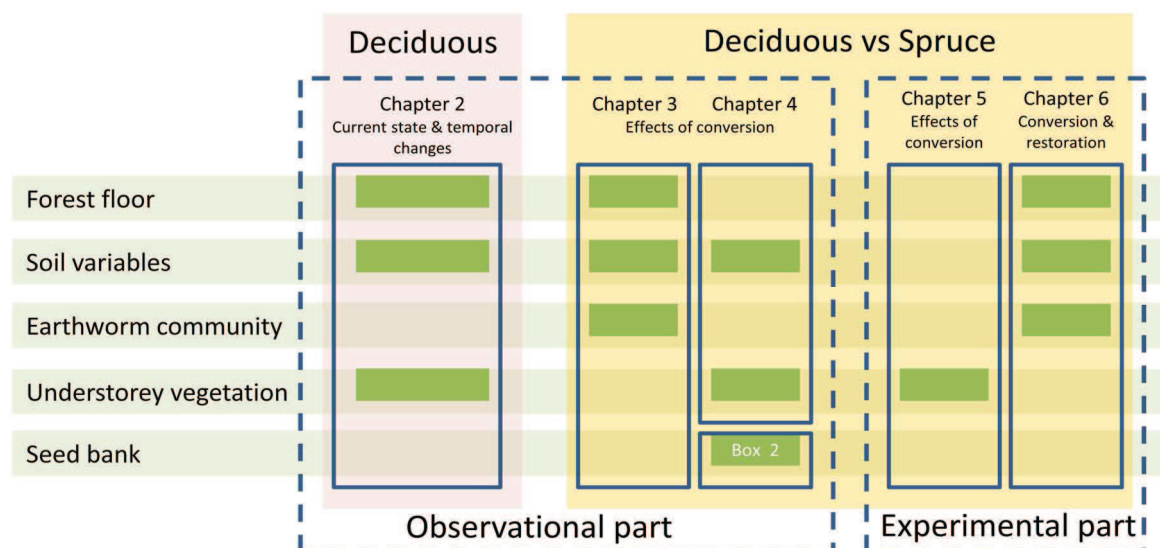 Deciduous
Deciduous vs Spruce
Chapter 2
Current state & temporal
changes
Chapter 3
Chapter 4
Effects of conversion
Chapter 5
Effects of
conversion
Chapter 6
Conversion &
restoration
Forest floor
Soil variables
Earthworm community
Understorey vegetation
Seed bank
Box 2
Observational part
Experimental part